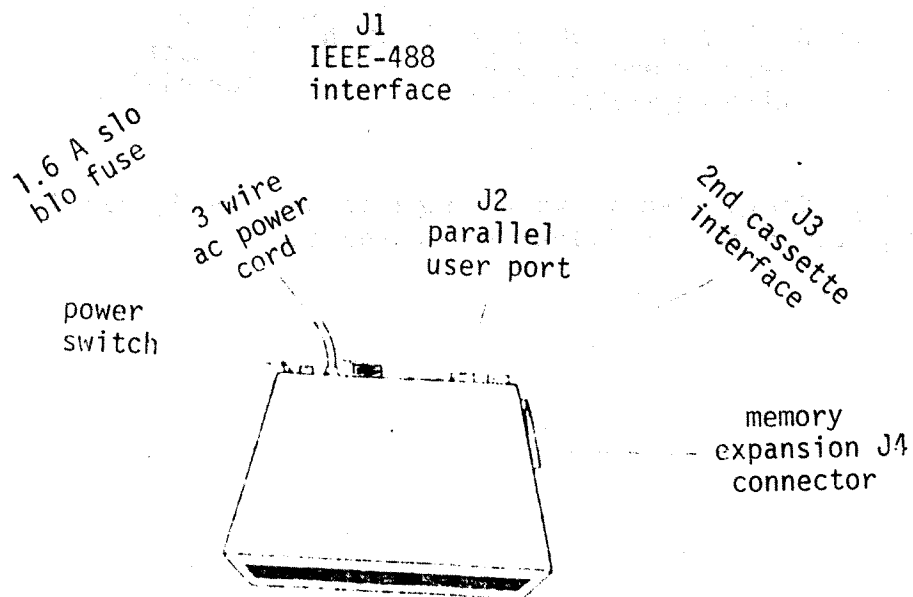 J1
IEEE-488
interface
1.6 A slo
blo fuse
3 wire
ac power
cord
J2
parallel
user port
J3
2nd cassette
interface
power
switch
memory
expansion J4
connector